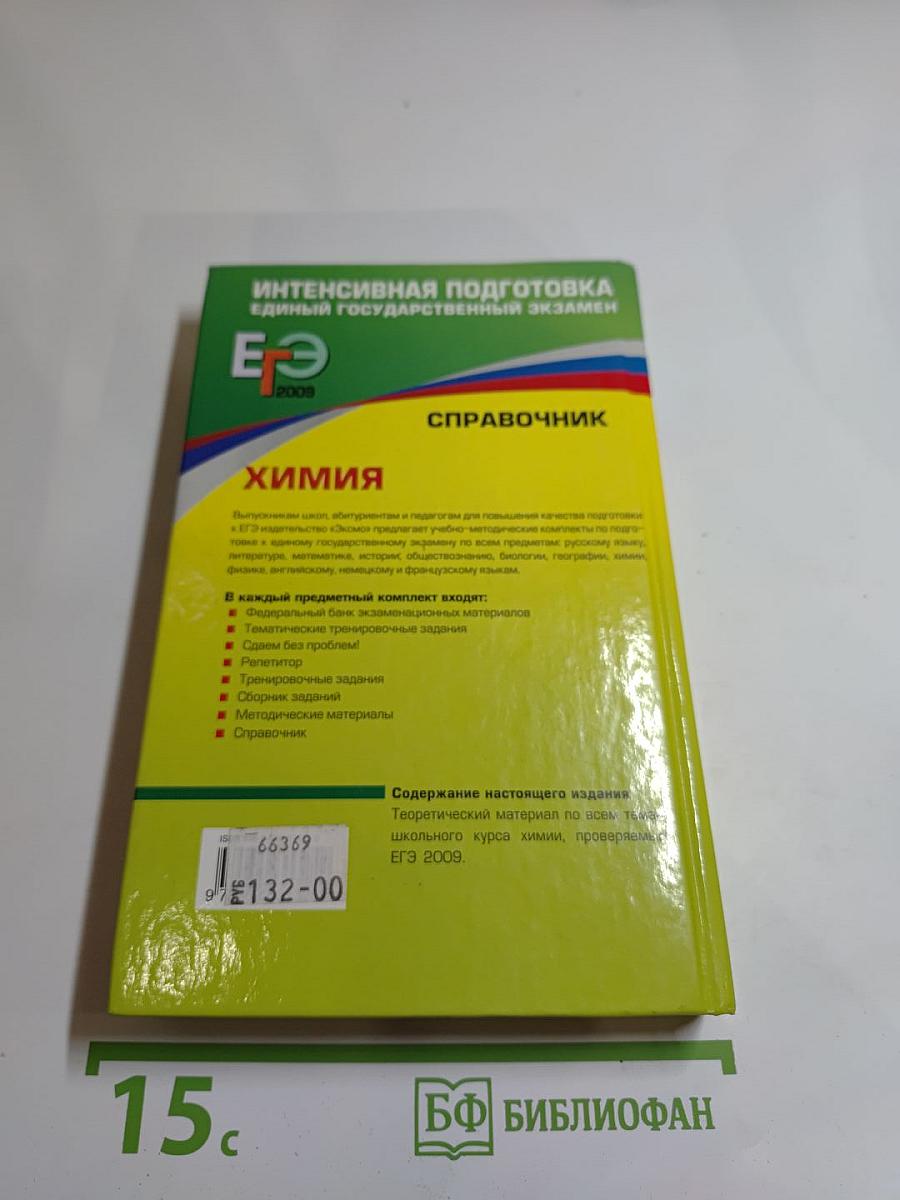 ИНТЕНСИВНАЯ ПОДГОТОВКА
ЕДИНЫЙ ГОСУДАРСТВЕННЫЙ ЭКЗАМЕН
ЕГЭ
2009
СПРАВОЧНИК
ХИМИЯ
Выпускникам школ, абитуриентам и педагогам для повышения качества подготовки
к ЕГЭ издательство «Эксмо» предлагает учебно-методические комплекты по подго-
товке к единому государственному экзамену по всем предметам: русскому языку,
литературе, математике, истории, обществознанию, биологии, географии, химии,
физике, английскому, немецкому и французскому языкам.
В каждый предметный комплект входят:
Федеральный банк экзаменационных материалов
Тематические тренировочные задания
Сдаем без проблем!
Репетитор
Тренировочные задания
Сборник заданий
Методические материалы
Справочник
Содержание настоящего издания
Теоретический материал по всем
школьного курса химии,
ЕГЭ 2009.
66369
РУБ 132-00
9 7
15 с
БФ БИБЛИОФАН